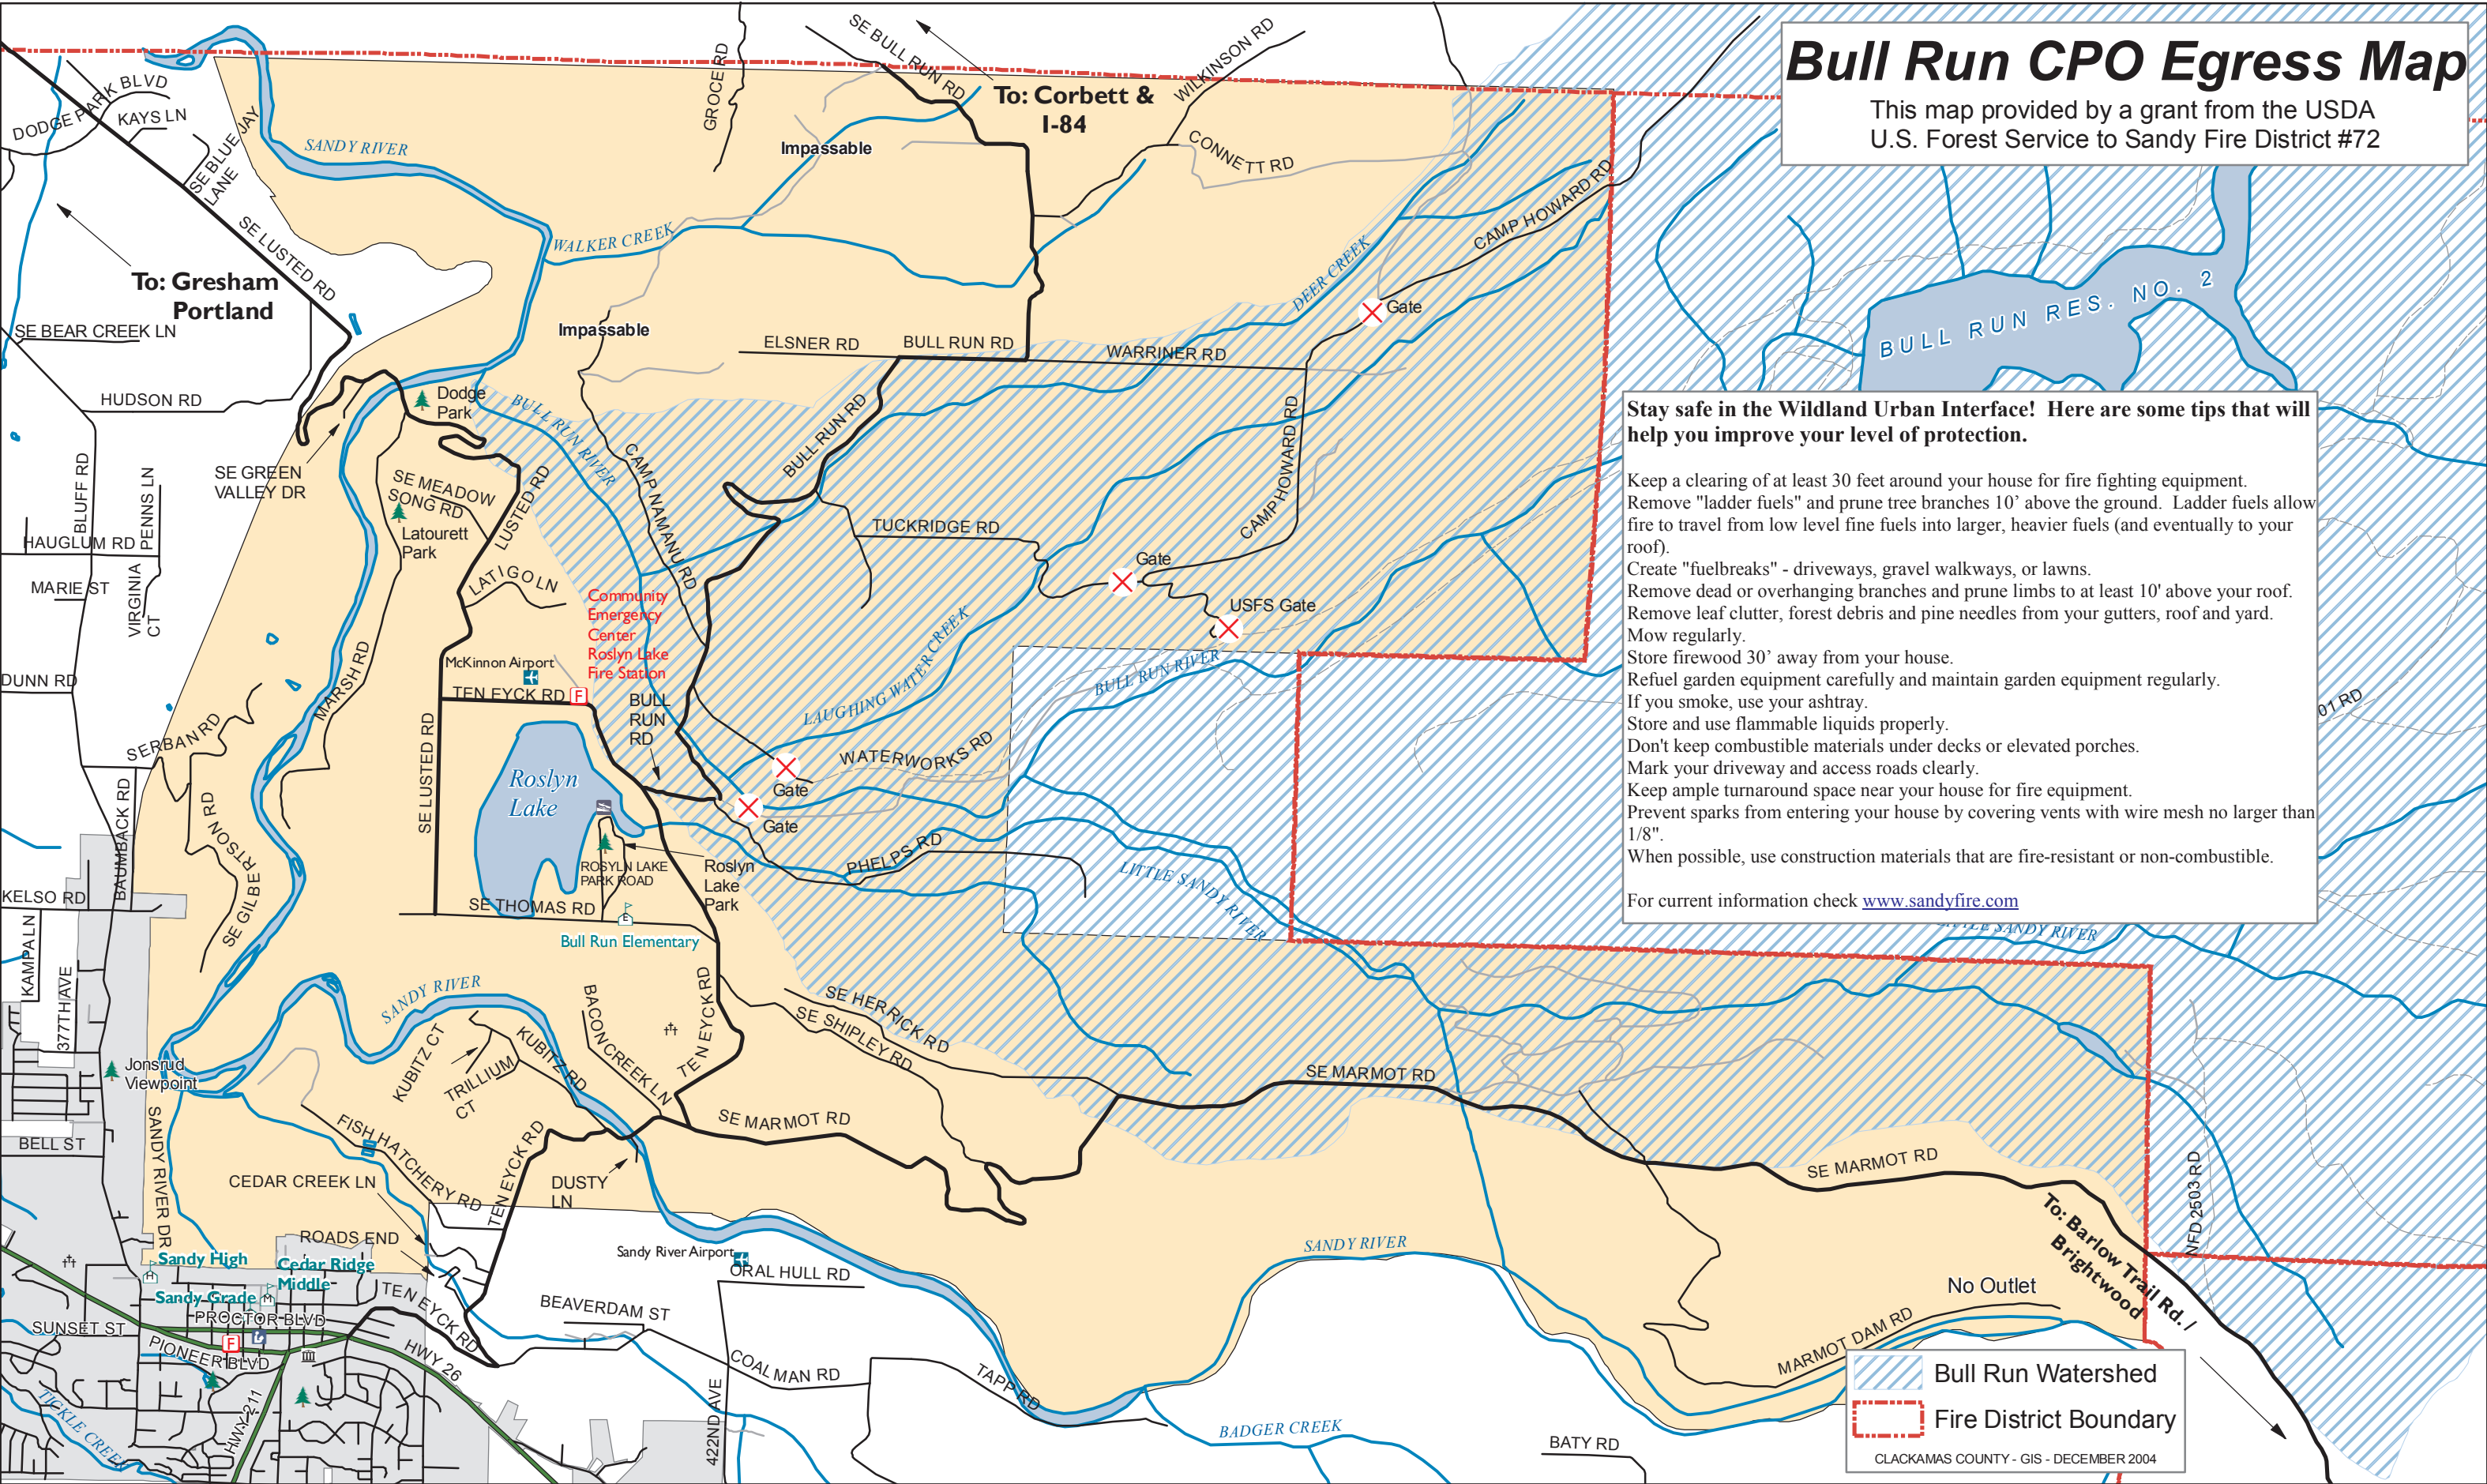 Bull Run CPO Egress Map
This map provided by a grant from the USDA
U.S. Forest Service to Sandy Fire District #72
SE BULL RUN RD
To: Corbett &
I-84
WILKINSON RD
GROCE RD
CONNETT RD
Impassable
DODGE PARK BLVD
KAYS LN
SE BLUE JAY
LANE
SANDY RIVER
SE LUSTED RD
To: Gresham
Portland
WALKER CREEK
DEER CREEK
CAMP HOWARD RD
Gate
BULL RUN RES. NO. 2
SE BEAR CREEK LN
Impassable
ELSNER RD
BULL RUN RD
WARRINER RD
HUDSON RD
Dodge
Park
BULL RUN RIVER
BULL RUN RD
CAMP HOWARD RD
SE GREEN
VALLEY DR
BLUFF RD
PENNS LN
SE MEADOW
SONG RD
LUSTED RD
CAMP NAMANU RD
Latourett
Park
TUCKRIDGE RD
HAUGLUM RD
MARIE ST
VIRGINIA
CT
LATIGO LN
Gate
USFS Gate
Community
Emergency
Center
Roslyn Lake
Fire Station
McKinnon Airport
TEN EYCK RD
F
BULL
RUN
RD
LAUGHING WATER CREEK
BULL RUN RIVER
DUNN RD
MARSH RD
SERBAN RD
SE LUSTED RD
WATERWORKS RD
Gate
Gate
Roslyn
Lake
BAUMBACK RD
SE GILBERTSON RD
PHELPS RD
LITTLE SANDY RIVER
ROSYLN LAKE
PARK ROAD
Roslyn
Lake
Park
KELSO RD
SE THOMAS RD
E
Bull Run Elementary
KAMPA LN
377TH AVE
SANDY RIVER
BACON CREEK LN
TEN EYCK RD
SE HERRICK RD
SE SHIPLEY RD
KUBITZ CT
KUBITZ RD
TRILLIUM
CT
Jonsrud
Viewpoint
SE MARMOT RD
SE MARMOT RD
SE MARMOT RD
BELL ST
SANDY RIVER DR
FISH HATCHERY RD
CEDAR CREEK LN
TEN EYCK RD
DUSTY
LN
ROADS END
Sandy High
H
Cedar Ridge
Middle
M
Sandy Grade
TEN EYCK RD
Sandy River Airport
ORAL HULL RD
SANDY RIVER
NFD 2503 RD
To: Barlow Trail Rd. /
Brightwood
No Outlet
MARMOT DAM RD
SUNSET ST
PROCTOR BLVD
F
PIONEER BLVD
HWY 26
HWY 211
TICKLE CREEK
BEAVERDAM ST
COALMAN RD
422ND AVE
TAPP RD
BADGER CREEK
BATY RD
Stay safe in the Wildland Urban Interface! Here are some tips that will
help you improve your level of protection.
Keep a clearing of at least 30 feet around your house for fire fighting equipment.
Remove "ladder fuels" and prune tree branches 10’ above the ground. Ladder fuels allow
fire to travel from low level fine fuels into larger, heavier fuels (and eventually to your
roof).
Create "fuelbreaks" - driveways, gravel walkways, or lawns.
Remove dead or overhanging branches and prune limbs to at least 10' above your roof.
Remove leaf clutter, forest debris and pine needles from your gutters, roof and yard.
Mow regularly.
Store firewood 30’ away from your house.
Refuel garden equipment carefully and maintain garden equipment regularly.
If you smoke, use your ashtray.
Store and use flammable liquids properly.
Don't keep combustible materials under decks or elevated porches.
Mark your driveway and access roads clearly.
Keep ample turnaround space near your house for fire equipment.
Prevent sparks from entering your house by covering vents with wire mesh no larger than
1/8".
When possible, use construction materials that are fire-resistant or non-combustible.
For current information check www.sandyfire.com
01 RD
LITTLE SANDY RIVER
Bull Run Watershed
Fire District Boundary
CLACKAMAS COUNTY - GIS - DECEMBER 2004